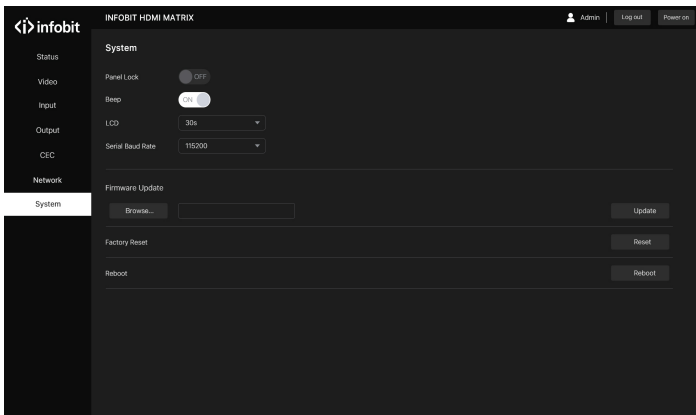 infobit
INFOBIT HDMI MATRIX
Admin
Log out
Power on
Status
Video
Input
Output
CEC
Network
System
System
Panel Lock
OFF
Beep
ON
LCD
30s
Serial Baud Rate
115200
Firmware Update
Browse...
Update
Factory Reset
Reset
Reboot
Reboot